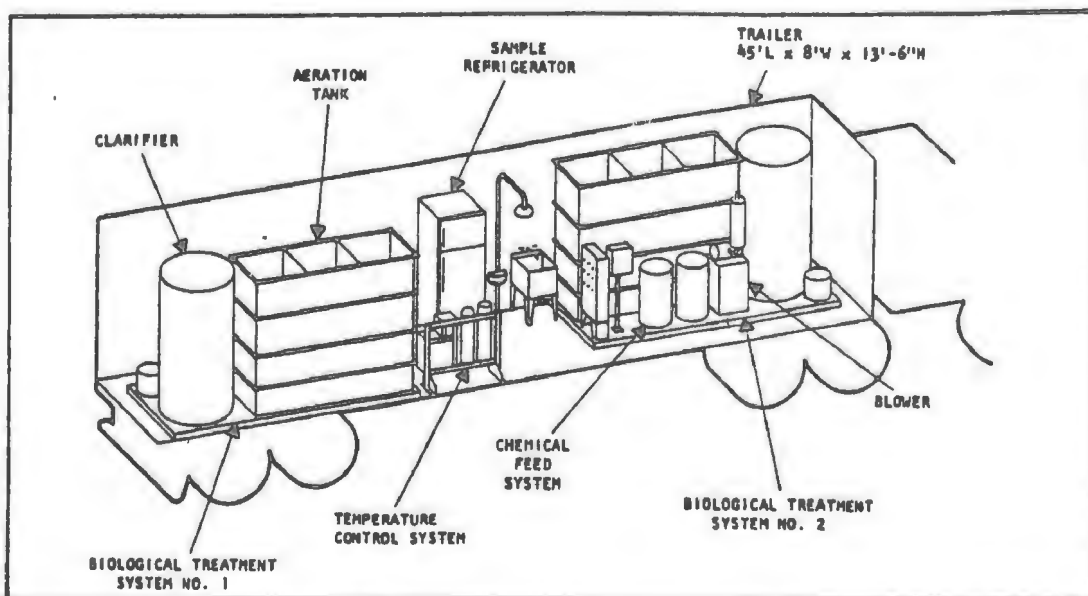 TRAILER
45'L x 8'W x 13'-6"H
SAMPLE
REFRIGERATOR
AERATION
TANK
CLARIFIER
BLOWER
CHEMICAL
FEED
SYSTEM
BIOLOGICAL TREATMENT
SYSTEM NO. 2
TEMPERATURE
CONTROL SYSTEM
BIOLOGICAL TREATMENT
SYSTEM NO. 1